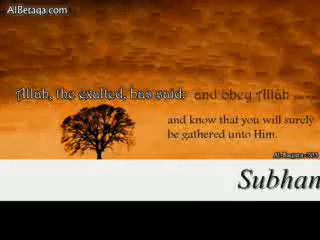 AlBetaqa.com
Allah, the exalted, has said: and obey Allah
and know that you will surely
be gathered unto Him.
Al-Baqara-203
Subhan